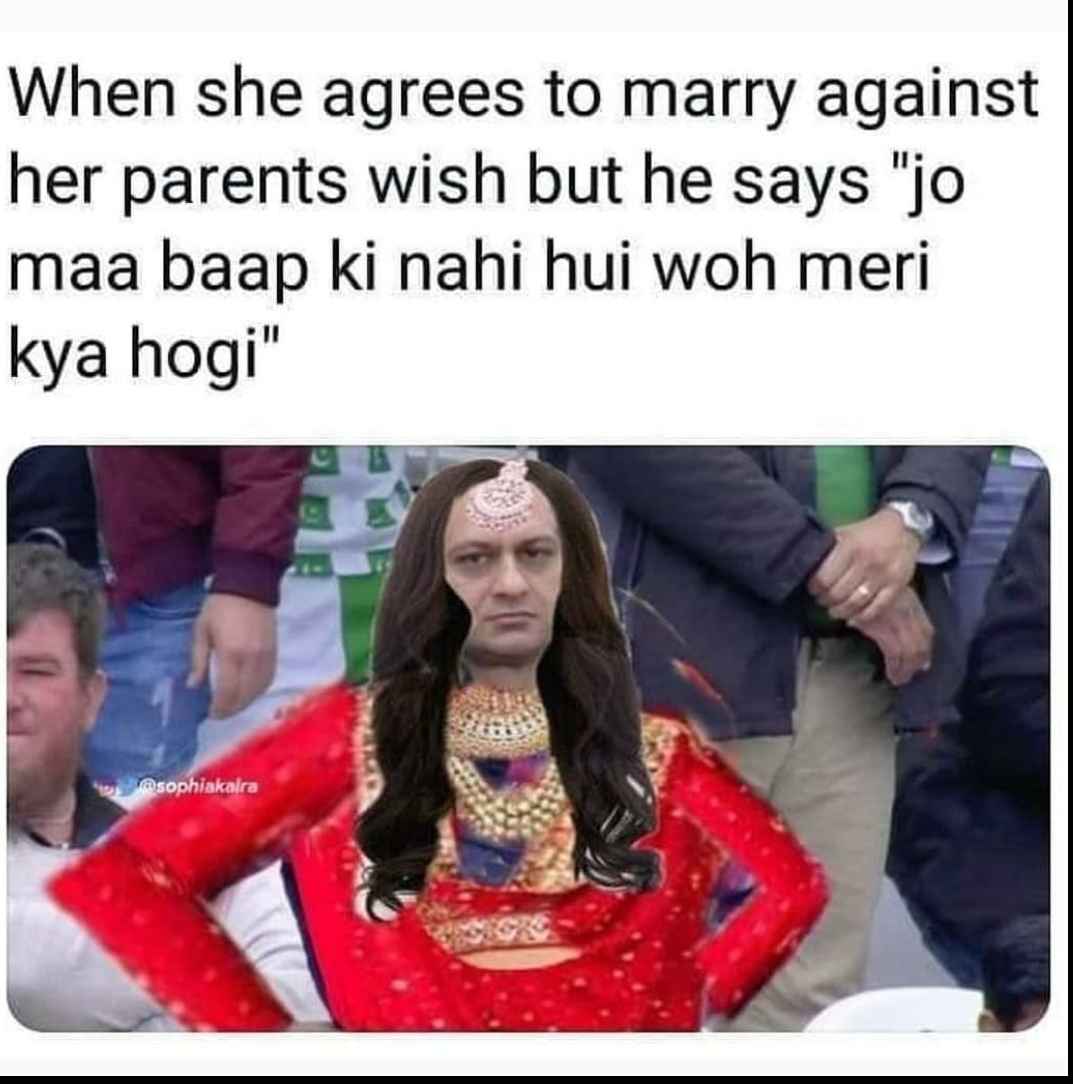 When she agrees to marry against
her parents wish but he says "jo
maa baap ki nahi hui woh meri
kya hogi"
@sophiakalra